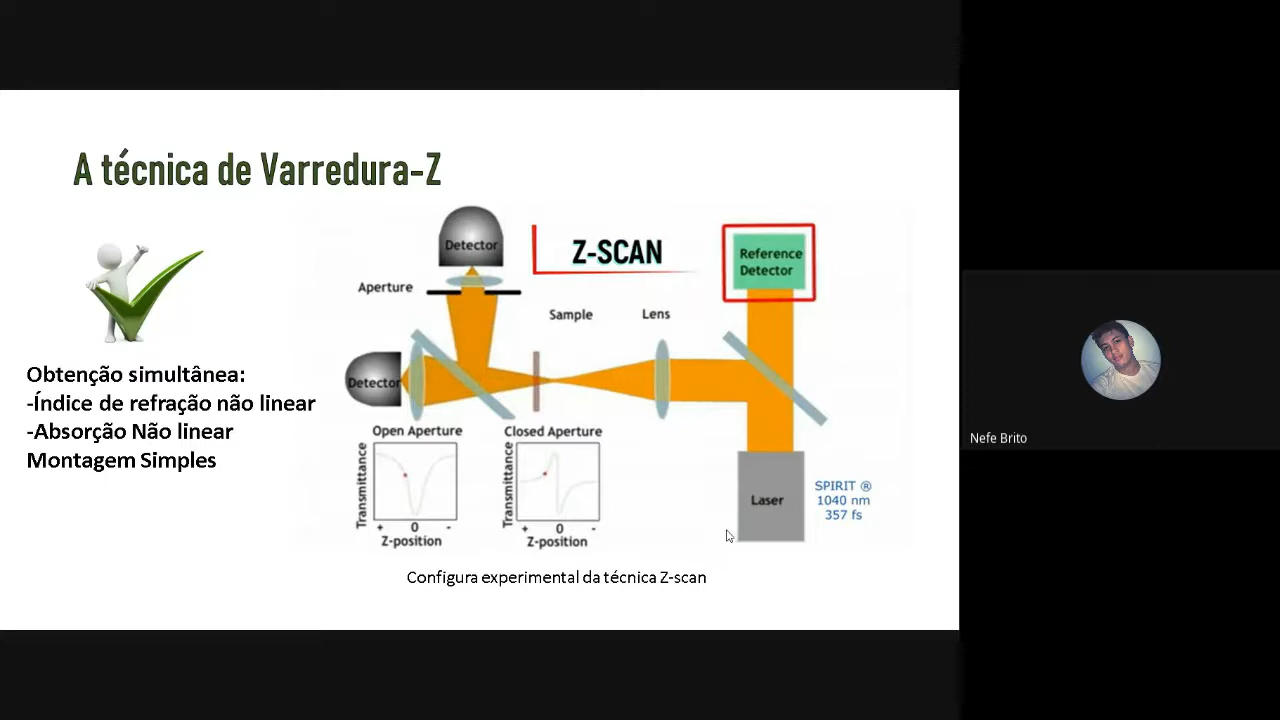 A técnica de Varredura-Z
Detector
Z-SCAN
Reference
Detector
Aperture
Sample
Lens
Detector
Obtenção simultânea:
-Índice de refração não linear
-Absorção Não linear
Montagem Simples
Open Aperture
Closed Aperture
Transmittance
+ 0 -
Z-position
Transmittance
+ 0 -
Z-position
Laser
SPIRIT ®
1040 nm
357 fs
Configura experimental da técnica Z-scan
Nefe Brito